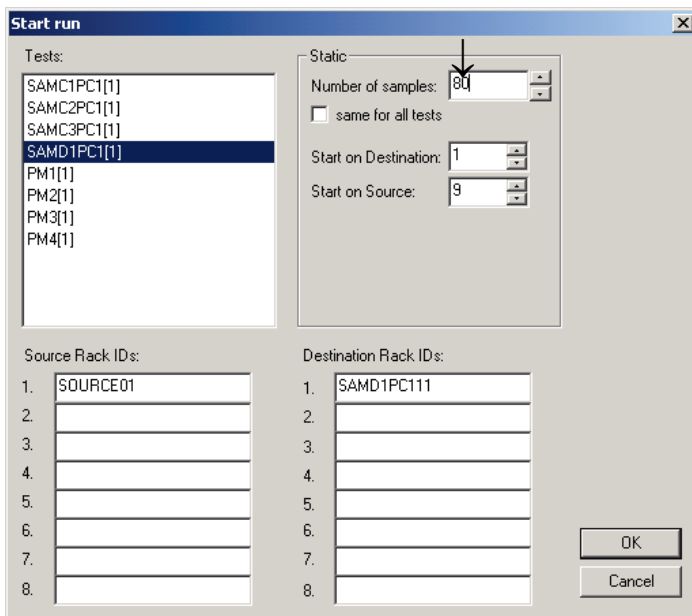 Start run
Tests:
SAMC1PC1[1]
SAMC2PC1[1]
SAMC3PC1[1]
SAMD1PC1[1]
PM1[1]
PM2[1]
PM3[1]
PM4[1]
Static
Number of samples: 80
same for all tests
Start on Destination: 1
Start on Source: 9
Source Rack IDs:
1. SOURCE01
2.
3.
4.
5.
6.
7.
8.
Destination Rack IDs:
1. SAMD1PC111
2.
3.
4.
5.
6.
7.
8.
OK
Cancel